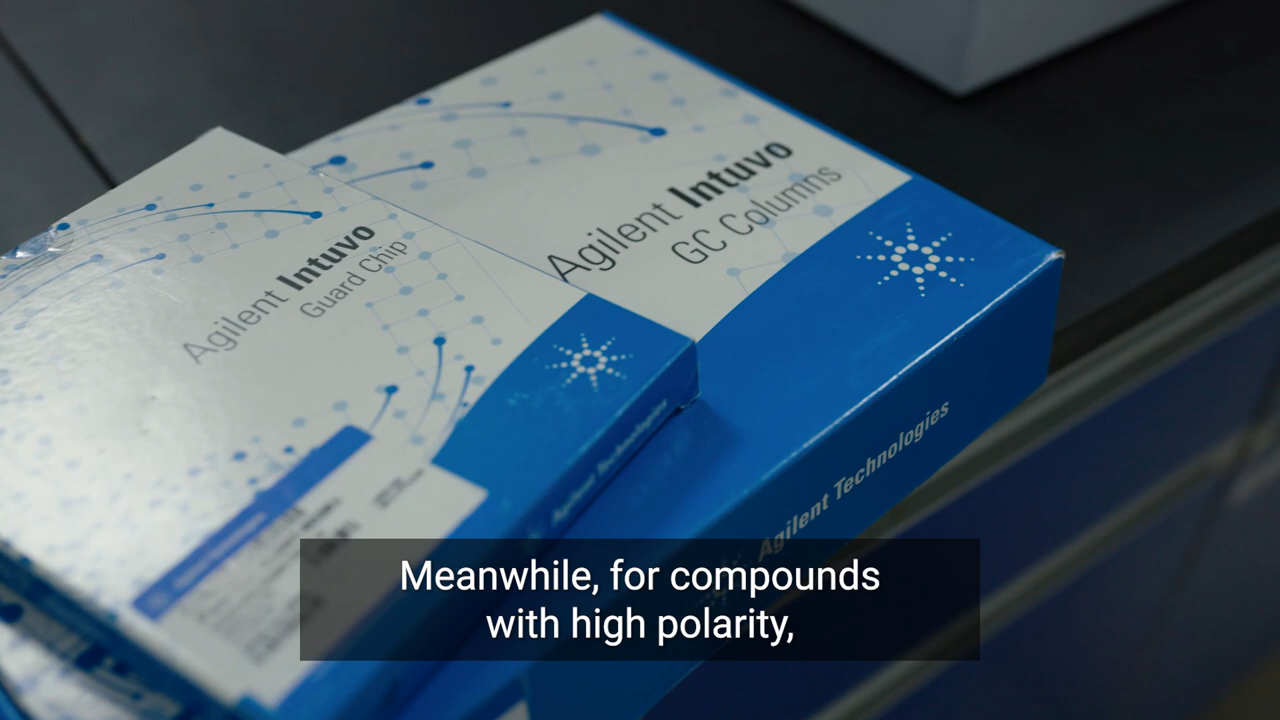 Agilent Intuvo
GC Columns
Agilent Intuvo
Guard Chip
Agilent Technologies
Agilent Technologies
Meanwhile, for compounds
with high polarity,